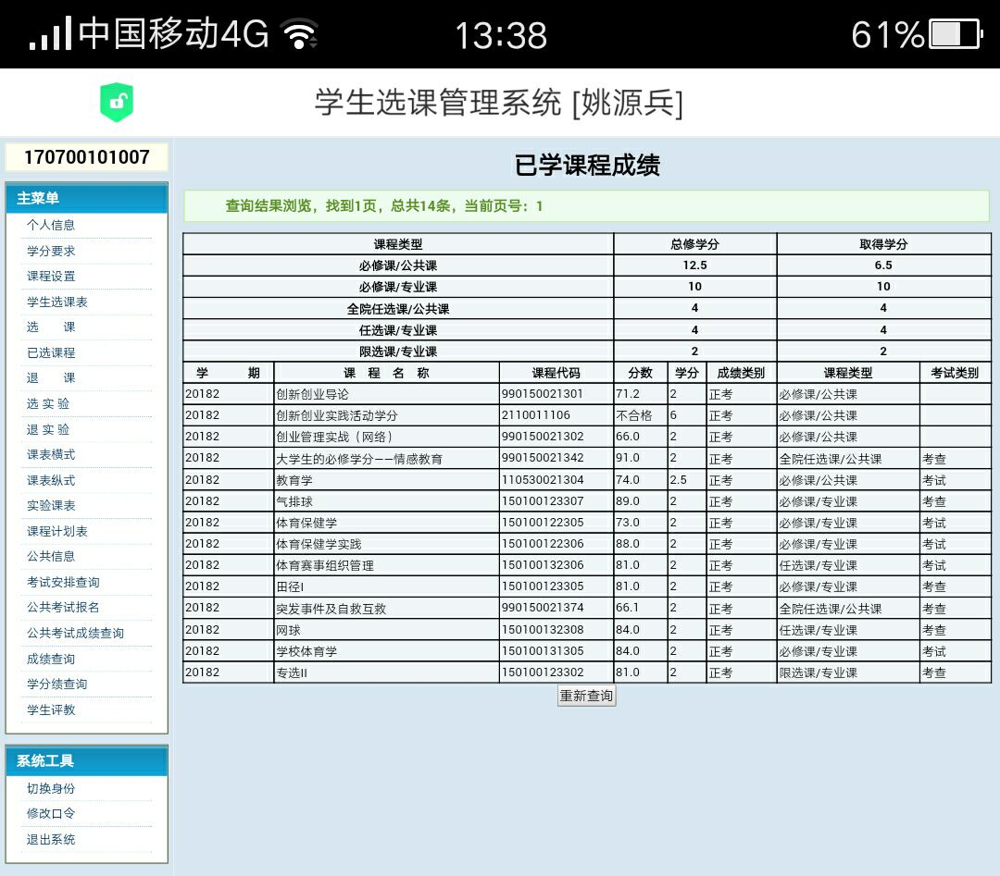 中国移动4G 13:38 61%
学生选课管理系统 [姚源兵]
170700101007
主菜单
个人信息
学分要求
课程设置
学生选课表
选 课
已选课程
退 课
选 实 验
退 实 验
课表横式
课表纵式
实验课表
课程计划表
公共信息
考试安排查询
公共考试报名
公共考试成绩查询
成绩查询
学分绩查询
学生评教
系统工具
切换身份
修改口令
退出系统
已学课程成绩
查询结果浏览，找到1页，总共14条，当前页号：1
课程类型 总修学分 取得学分
必修课/公共课 12.5 6.5
必修课/专业课 10 10
全院任选课/公共课 4 4
任选课/专业课 4 4
限选课/专业课 2 2
学 期 课 程 名 称 课程代码 分数 学分 成绩类别 课程类型 考试类别
20182 创新创业导论 990150021301 71.2 2 正考 必修课/公共课
20182 创新创业实践活动学分 2110011106 不合格 6 正考 必修课/公共课
20182 创业管理实战（网络） 990150021302 66.0 2 正考 必修课/公共课
20182 大学生的必修学分——情感教育 990150021342 91.0 2 正考 全院任选课/公共课 考查
20182 教育学 110530021304 74.0 2.5 正考 必修课/公共课 考试
20182 气排球 150100123307 89.0 2 正考 必修课/专业课 考查
20182 体育保健学 150100122305 73.0 2 正考 必修课/专业课 考试
20182 体育保健学实践 150100122306 88.0 2 正考 必修课/专业课 考试
20182 体育赛事组织管理 150100132306 81.0 2 正考 任选课/专业课 考试
20182 田径I 150100123305 81.0 2 正考 必修课/专业课 考查
20182 突发事件及自救互救 990150021374 66.1 2 正考 全院任选课/公共课 考查
20182 网球 150100132308 84.0 2 正考 任选课/专业课 考查
20182 学校体育学 150100131305 84.0 2 正考 必修课/专业课 考试
20182 专选II 150100123302 81.0 2 正考 限选课/专业课 考查
重新查询